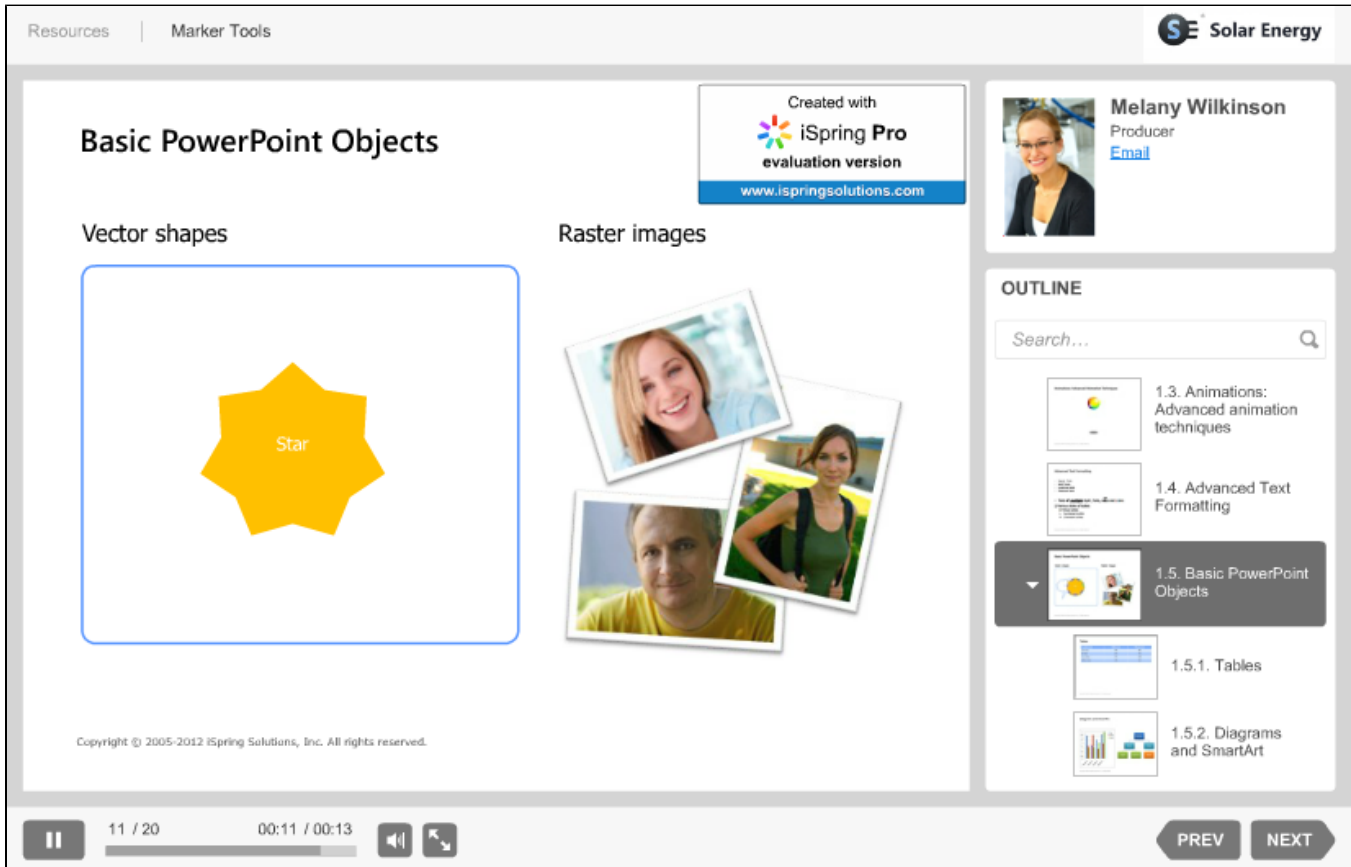 Resources
Marker Tools
SE Solar Energy
Basic PowerPoint Objects
Created with
iSpring Pro
evaluation version
www.ispringsolutions.com
Vector shapes
Raster images
Star
Copyright © 2005-2012 iSpring Solutions, Inc. All rights reserved.
Melany Wilkinson
Producer
Email
OUTLINE
Search...
1.3. Animations:
Advanced animation
techniques
1.4. Advanced Text
Formatting
1.5. Basic PowerPoint
Objects
1.5.1. Tables
1.5.2. Diagrams
and SmartArt
11 / 20
00:11 / 00:13
PREV
NEXT